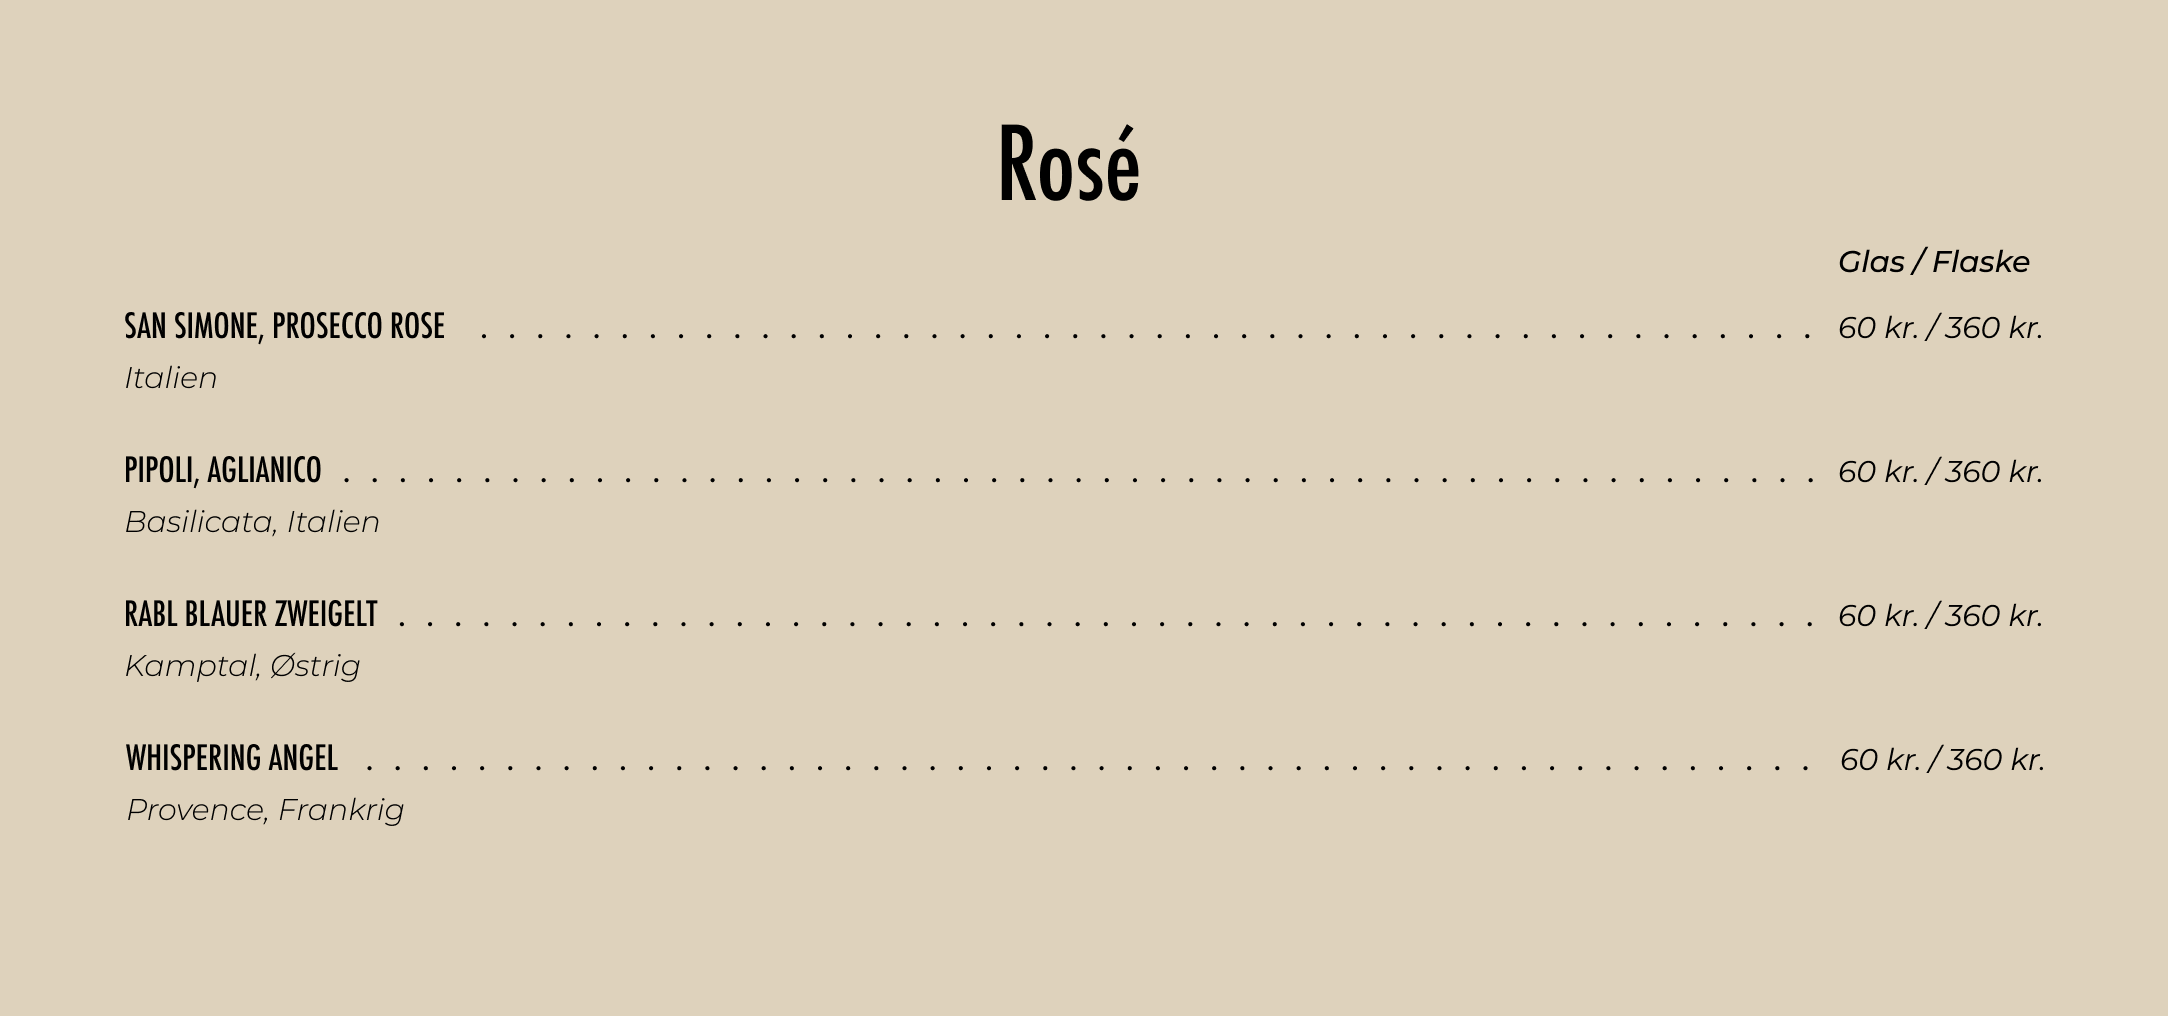 Rosé
Glas / Flaske
SAN SIMONE, PROSECCO ROSE . . . . . . . . . . . . . . . . . . . . . . . . . . . . . . . . . . . . . . . . . . . . . . . . 60 kr. / 360 kr.
Italien
PIPOLI, AGLIANICO . . . . . . . . . . . . . . . . . . . . . . . . . . . . . . . . . . . . . . . . . . . . . . . . . . . . . 60 kr. / 360 kr.
Basilicata, Italien
RABL BLAUER ZWEIGELT . . . . . . . . . . . . . . . . . . . . . . . . . . . . . . . . . . . . . . . . . . . . . . . . . . . 60 kr. / 360 kr.
Kamptal, Østrig
WHISPERING ANGEL . . . . . . . . . . . . . . . . . . . . . . . . . . . . . . . . . . . . . . . . . . . . . . . . . . . . 60 kr. / 360 kr.
Provence, Frankrig